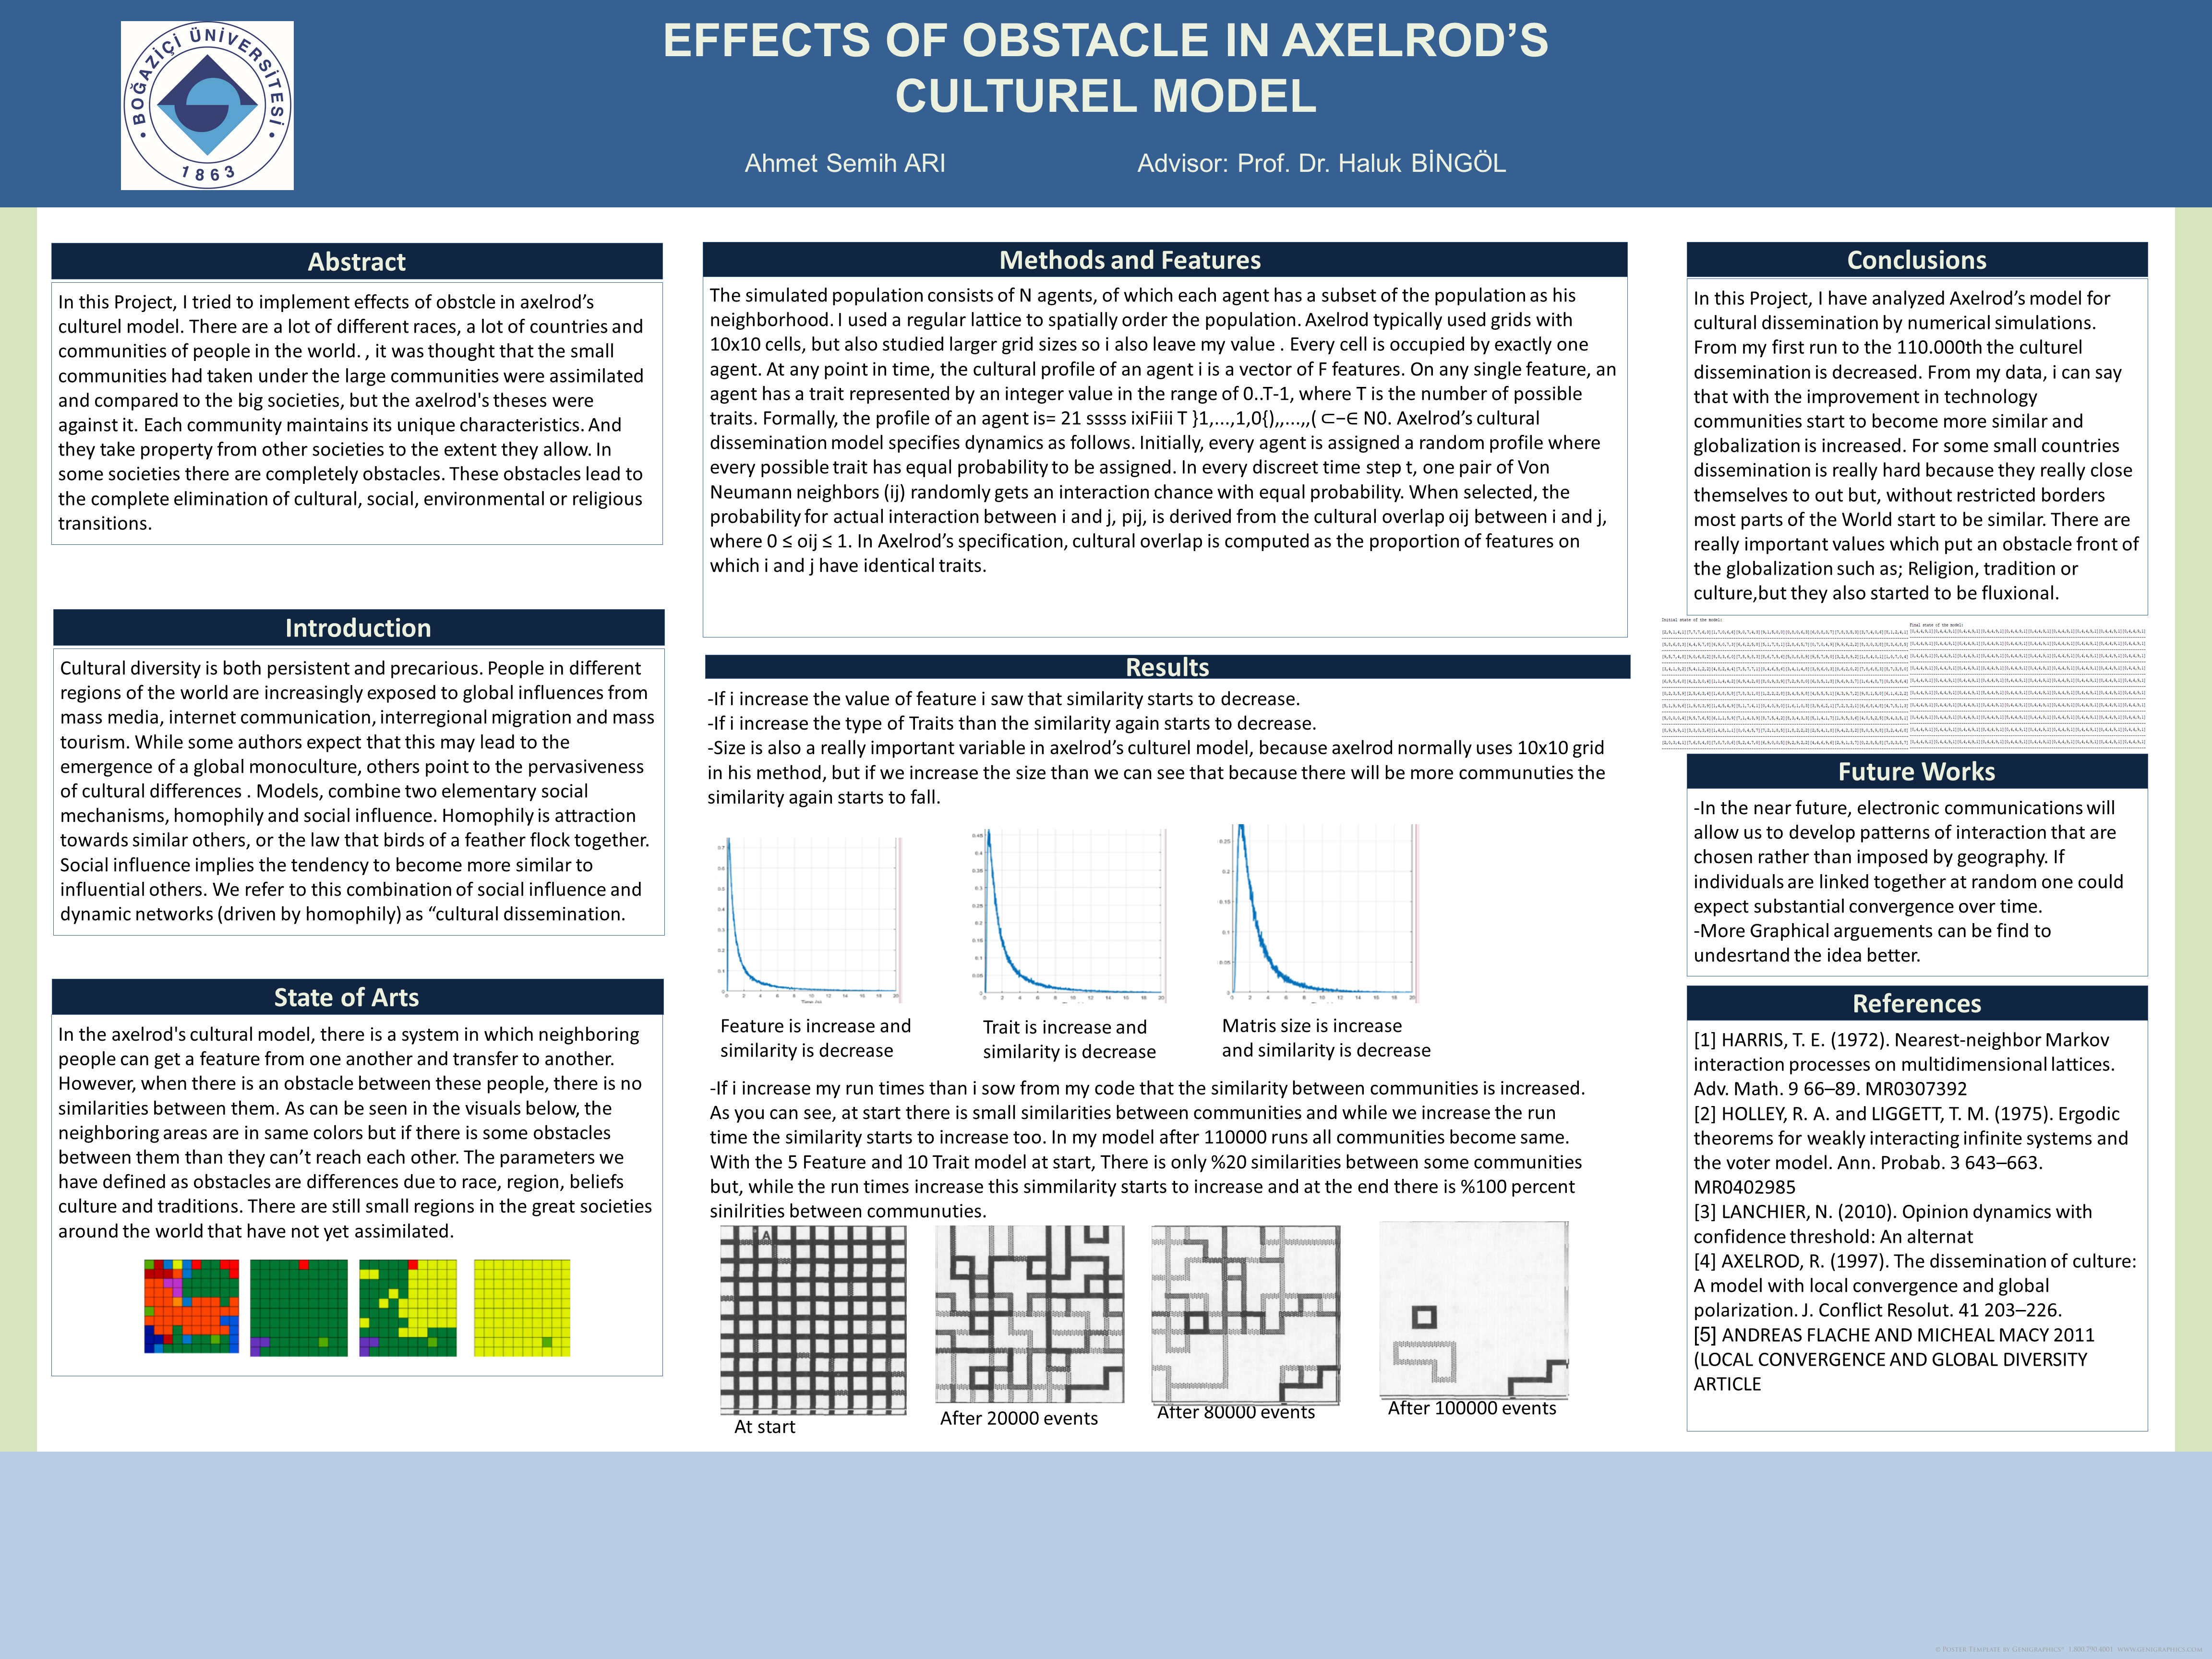 BOĞAZİÇİ ÜNİVERSİTESİ
1863
EFFECTS OF OBSTACLE IN AXELROD’S
CULTUREL MODEL
Ahmet Semih ARI
Advisor: Prof. Dr. Haluk BİNGÖL
Abstract
In this Project, I tried to implement effects of obstcle in axelrod’s
culturel model. There are a lot of different races, a lot of countries and
communities of people in the world. , it was thought that the small
communities had taken under the large communities were assimilated
and compared to the big societies, but the axelrod's theses were
against it. Each community maintains its unique characteristics. And
they take property from other societies to the extent they allow. In
some societies there are completely obstacles. These obstacles lead to
the complete elimination of cultural, social, environmental or religious
transitions.
Introduction
Cultural diversity is both persistent and precarious. People in different
regions of the world are increasingly exposed to global influences from
mass media, internet communication, interregional migration and mass
tourism. While some authors expect that this may lead to the
emergence of a global monoculture, others point to the pervasiveness
of cultural differences . Models, combine two elementary social
mechanisms, homophily and social influence. Homophily is attraction
towards similar others, or the law that birds of a feather flock together.
Social influence implies the tendency to become more similar to
influential others. We refer to this combination of social influence and
dynamic networks (driven by homophily) as “cultural dissemination.
State of Arts
In the axelrod's cultural model, there is a system in which neighboring
people can get a feature from one another and transfer to another.
However, when there is an obstacle between these people, there is no
similarities between them. As can be seen in the visuals below, the
neighboring areas are in same colors but if there is some obstacles
between them than they can’t reach each other. The parameters we
have defined as obstacles are differences due to race, region, beliefs
culture and traditions. There are still small regions in the great societies
around the world that have not yet assimilated.
Methods and Features
The simulated population consists of N agents, of which each agent has a subset of the population as his
neighborhood. I used a regular lattice to spatially order the population. Axelrod typically used grids with
10x10 cells, but also studied larger grid sizes so i also leave my value . Every cell is occupied by exactly one
agent. At any point in time, the cultural profile of an agent i is a vector of F features. On any single feature, an
agent has a trait represented by an integer value in the range of 0..T-1, where T is the number of possible
traits. Formally, the profile of an agent is= 21 sssss ixiFiii T }1,...,1,0{),,...,,( ⊂−∈ N0. Axelrod’s cultural
dissemination model specifies dynamics as follows. Initially, every agent is assigned a random profile where
every possible trait has equal probability to be assigned. In every discreet time step t, one pair of Von
Neumann neighbors (ij) randomly gets an interaction chance with equal probability. When selected, the
probability for actual interaction between i and j, pij, is derived from the cultural overlap oij between i and j,
where 0 ≤ oij ≤ 1. In Axelrod’s specification, cultural overlap is computed as the proportion of features on
which i and j have identical traits.
Results
-If i increase the value of feature i saw that similarity starts to decrease.
-If i increase the type of Traits than the similarity again starts to decrease.
-Size is also a really important variable in axelrod’s culturel model, because axelrod normally uses 10x10 grid
in his method, but if we increase the size than we can see that because there will be more communuties the
similarity again starts to fall.
Feature is increase and
similarity is decrease
Trait is increase and
similarity is decrease
Matris size is increase
and similarity is decrease
-If i increase my run times than i sow from my code that the similarity between communities is increased.
As you can see, at start there is small similarities between communities and while we increase the run
time the similarity starts to increase too. In my model after 110000 runs all communities become same.
With the 5 Feature and 10 Trait model at start, There is only %20 similarities between some communities
but, while the run times increase this simmilarity starts to increase and at the end there is %100 percent
sinilrities between communuties.
A
At start
After 20000 events
After 80000 events
After 100000 events
Conclusions
In this Project, I have analyzed Axelrod’s model for
cultural dissemination by numerical simulations.
From my first run to the 110.000th the culturel
dissemination is decreased. From my data, i can say
that with the improvement in technology
communities start to become more similar and
globalization is increased. For some small countries
dissemination is really hard because they really close
themselves to out but, without restricted borders
most parts of the World start to be similar. There are
really important values which put an obstacle front of
the globalization such as; Religion, tradition or
culture,but they also started to be fluxional.
Initial state of the model:
Final state of the model:
Future Works
-In the near future, electronic communications will
allow us to develop patterns of interaction that are
chosen rather than imposed by geography. If
individuals are linked together at random one could
expect substantial convergence over time.
-More Graphical arguements can be find to
undesrtand the idea better.
References
[1] HARRIS, T. E. (1972). Nearest-neighbor Markov
interaction processes on multidimensional lattices.
Adv. Math. 9 66–89. MR0307392
[2] HOLLEY, R. A. and LIGGETT, T. M. (1975). Ergodic
theorems for weakly interacting infinite systems and
the voter model. Ann. Probab. 3 643–663.
MR0402985
[3] LANCHIER, N. (2010). Opinion dynamics with
confidence threshold: An alternat
[4] AXELROD, R. (1997). The dissemination of culture:
A model with local convergence and global
polarization. J. Conflict Resolut. 41 203–226.
[5] ANDREAS FLACHE AND MICHEAL MACY 2011
(LOCAL CONVERGENCE AND GLOBAL DIVERSITY
ARTICLE
© POSTER TEMPLATE BY GENIGRAPHICS® 1.800.790.4001 WWW.GENIGRAPHICS.COM